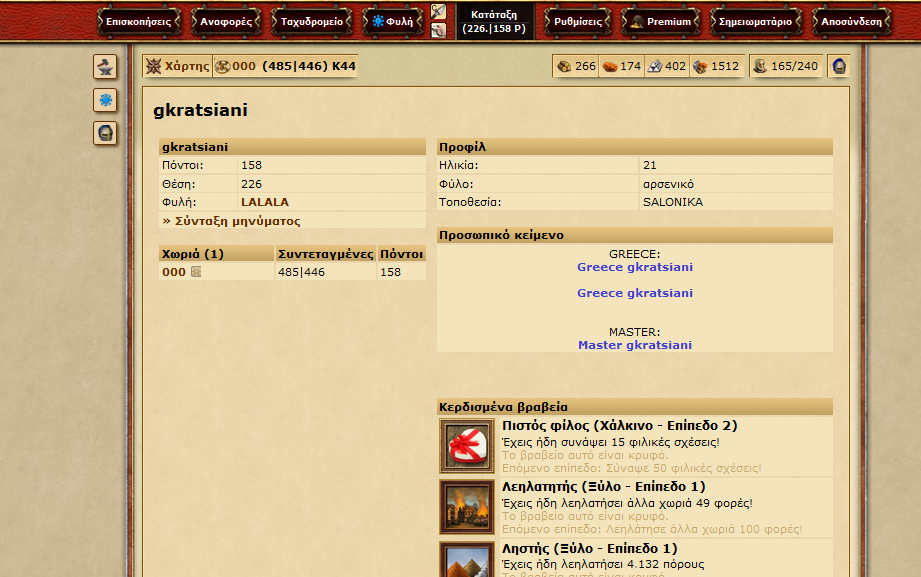 Επισκοπήσεις Αναφορές Ταχυδρομείο Φυλή Κατάταξη (226.|158 P) Ρυθμίσεις Premium Σημειωματάριο Αποσύνδεση
Χάρτης 000 (485|446) K44 266 174 402 1512 165/240
gkratsiani
gkratsiani
Πόντοι: 158
Θέση: 226
Φυλή: LALALA
» Σύνταξη μηνύματος
Χωριά (1) Συντεταγμένες Πόντοι
000 485|446 158
Προφίλ
Ηλικία: 21
Φύλο: αρσενικό
Τοποθεσία: SALONIKA
Προσωπικό κείμενο
GREECE:
Greece gkratsiani
Greece gkratsiani
MASTER:
Master gkratsiani
Κερδισμένα βραβεία
Πιστός φίλος (Χάλκινο - Επίπεδο 2)
Έχεις ήδη συνάψει 15 φιλικές σχέσεις!
Το βραβείο αυτό είναι κρυφό.
Επόμενο επίπεδο: Σύναψε 50 φιλικές σχέσεις!
Λεηλατητής (Ξύλο - Επίπεδο 1)
Έχεις ήδη λεηλατήσει άλλα χωριά 49 φορές!
Το βραβείο αυτό είναι κρυφό.
Επόμενο επίπεδο: Λεηλάτησε άλλα χωριά 100 φορές!
Ληστής (Ξύλο - Επίπεδο 1)
Έχεις ήδη λεηλατήσει 4.132 πόρους
Το βραβείο αυτό είναι κρυφό.